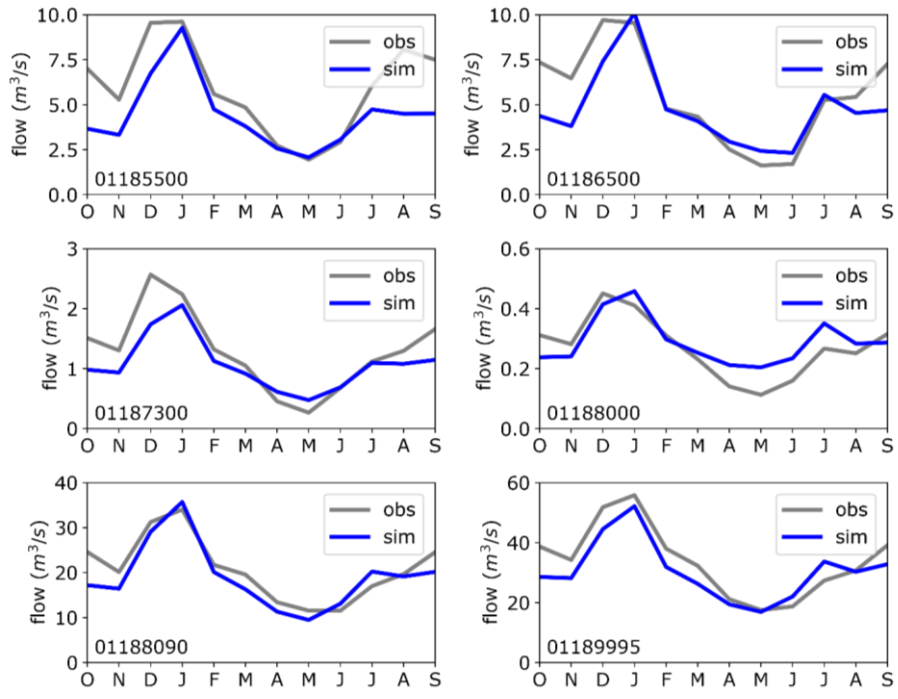 10.0
7.5
5.0
2.5
0.0
flow (m³/s)
obs
sim
01185500
O N D J F M A M J J A S
10.0
7.5
5.0
2.5
0.0
flow (m³/s)
obs
sim
01186500
O N D J F M A M J J A S
3
2
1
0
flow (m³/s)
obs
sim
01187300
O N D J F M A M J J A S
0.6
0.4
0.2
0.0
flow (m³/s)
obs
sim
01188000
O N D J F M A M J J A S
40
30
20
10
0
flow (m³/s)
obs
sim
01188090
O N D J F M A M J J A S
60
40
20
0
flow (m³/s)
obs
sim
01189995
O N D J F M A M J J A S